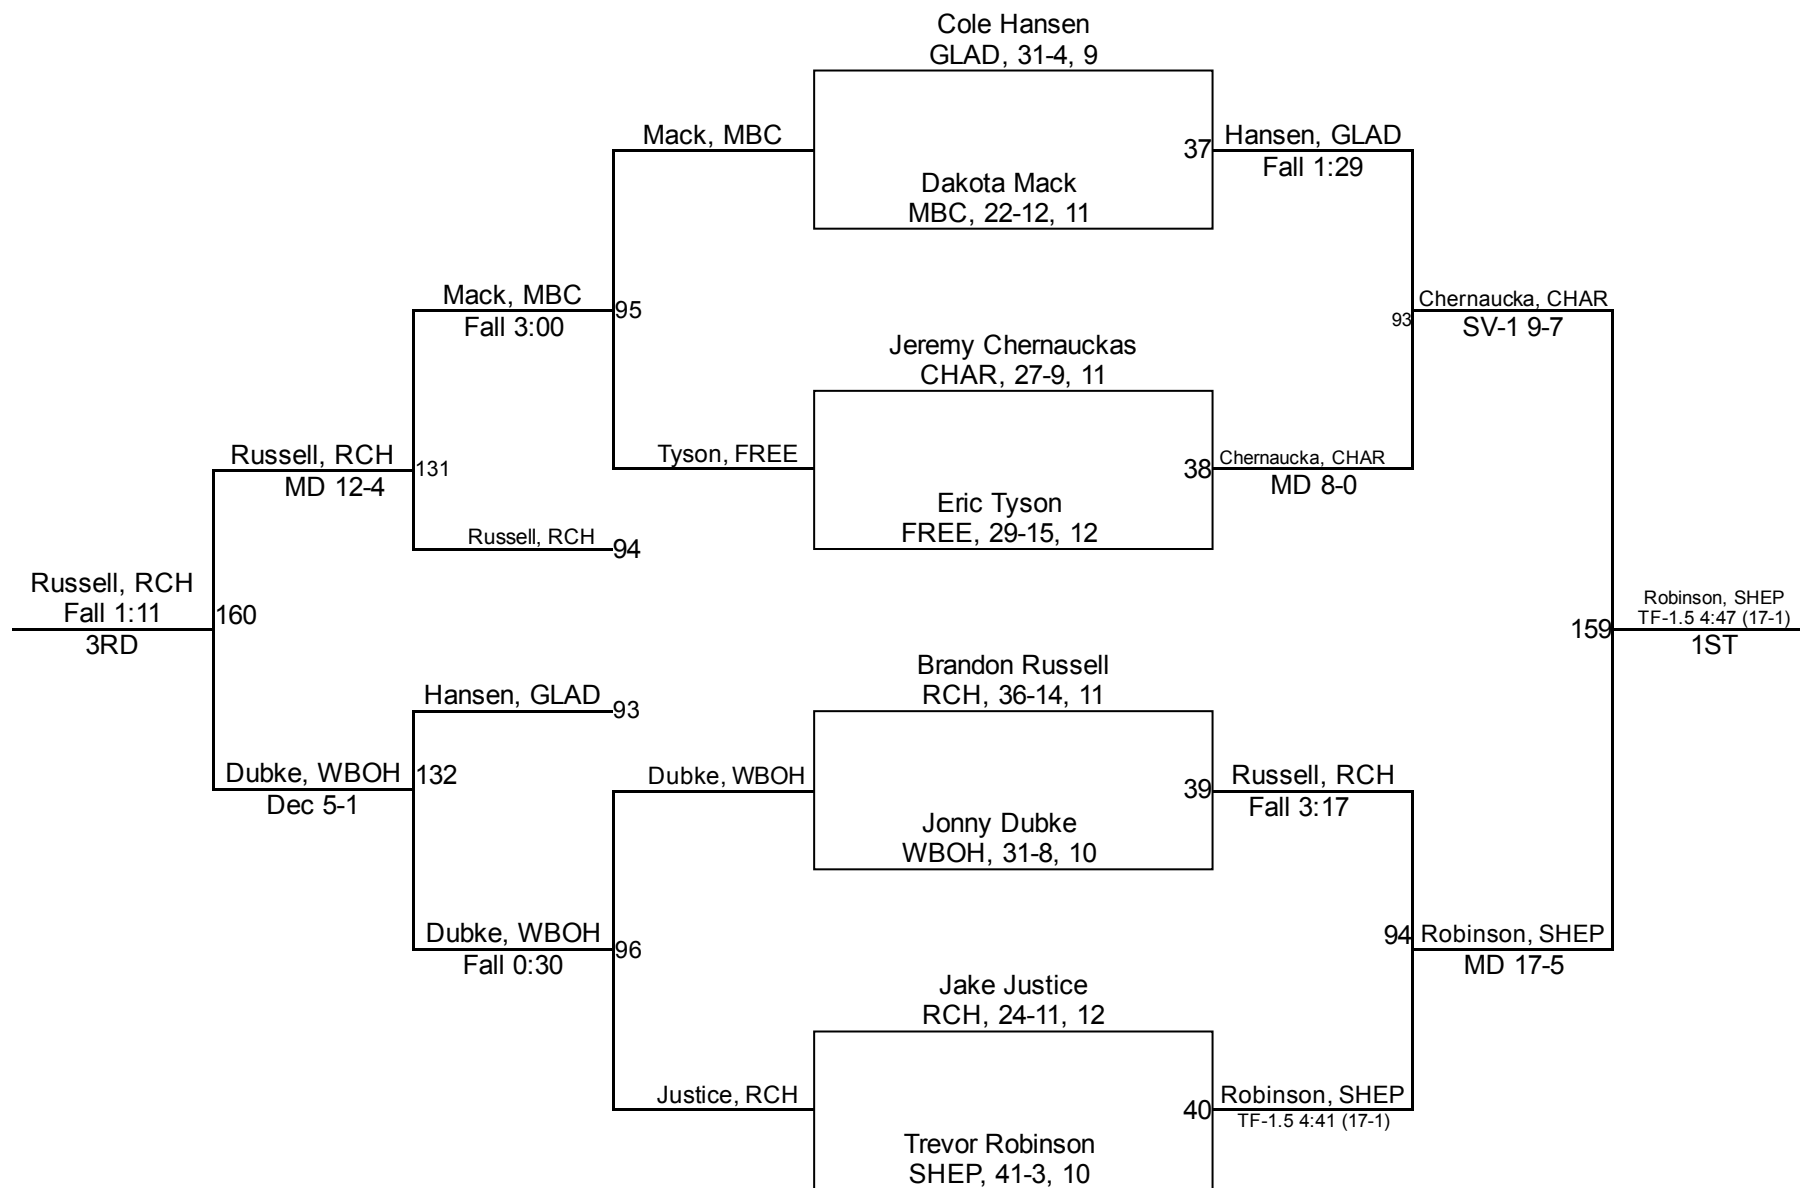 Cole Hansen
GLAD, 31-4, 9
Mack, MBC
37
Hansen, GLAD
Fall 1:29
Dakota Mack
MBC, 22-12, 11
Mack, MBC
Fall 3:00
95
Chernaucka, CHAR
93
SV-1 9-7
Jeremy Chernauckas
CHAR, 27-9, 11
Russell, RCH
MD 12-4
131
Tyson, FREE
38
Chernaucka, CHAR
MD 8-0
Eric Tyson
FREE, 29-15, 12
Russell, RCH
94
Russell, RCH
Fall 1:11
3RD
160
159
Robinson, SHEP
TF-1.5 4:47 (17-1)
1ST
Brandon Russell
RCH, 36-14, 11
Hansen, GLAD
93
Dubke, WBOH
Dec 5-1
132
Dubke, WBOH
39
Russell, RCH
Fall 3:17
Jonny Dubke
WBOH, 31-8, 10
Dubke, WBOH
Fall 0:30
96
94
Robinson, SHEP
MD 17-5
Jake Justice
RCH, 24-11, 12
Justice, RCH
40
Robinson, SHEP
TF-1.5 4:41 (17-1)
Trevor Robinson
SHEP, 41-3, 10